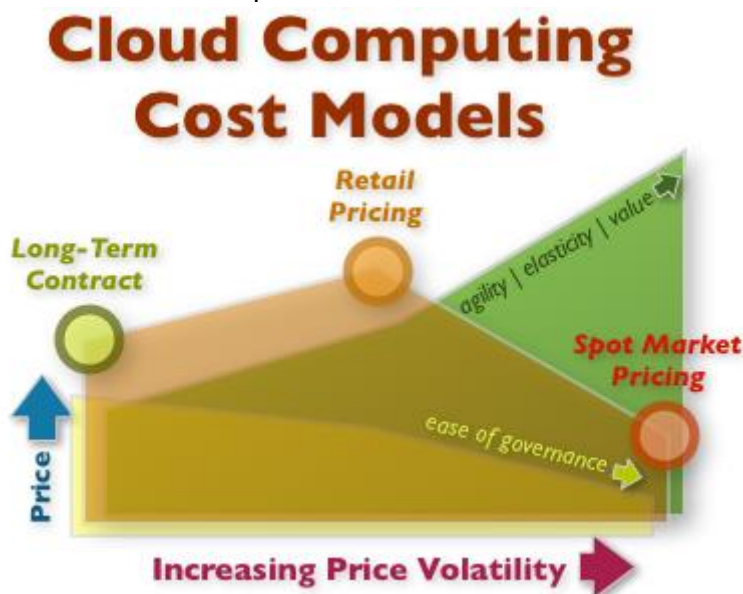 Cloud Computing
Cost Models
Retail
Pricing
Long-Term
Contract
agility | elasticity | value
Spot Market
Pricing
ease of governance
Price
Increasing Price Volatility